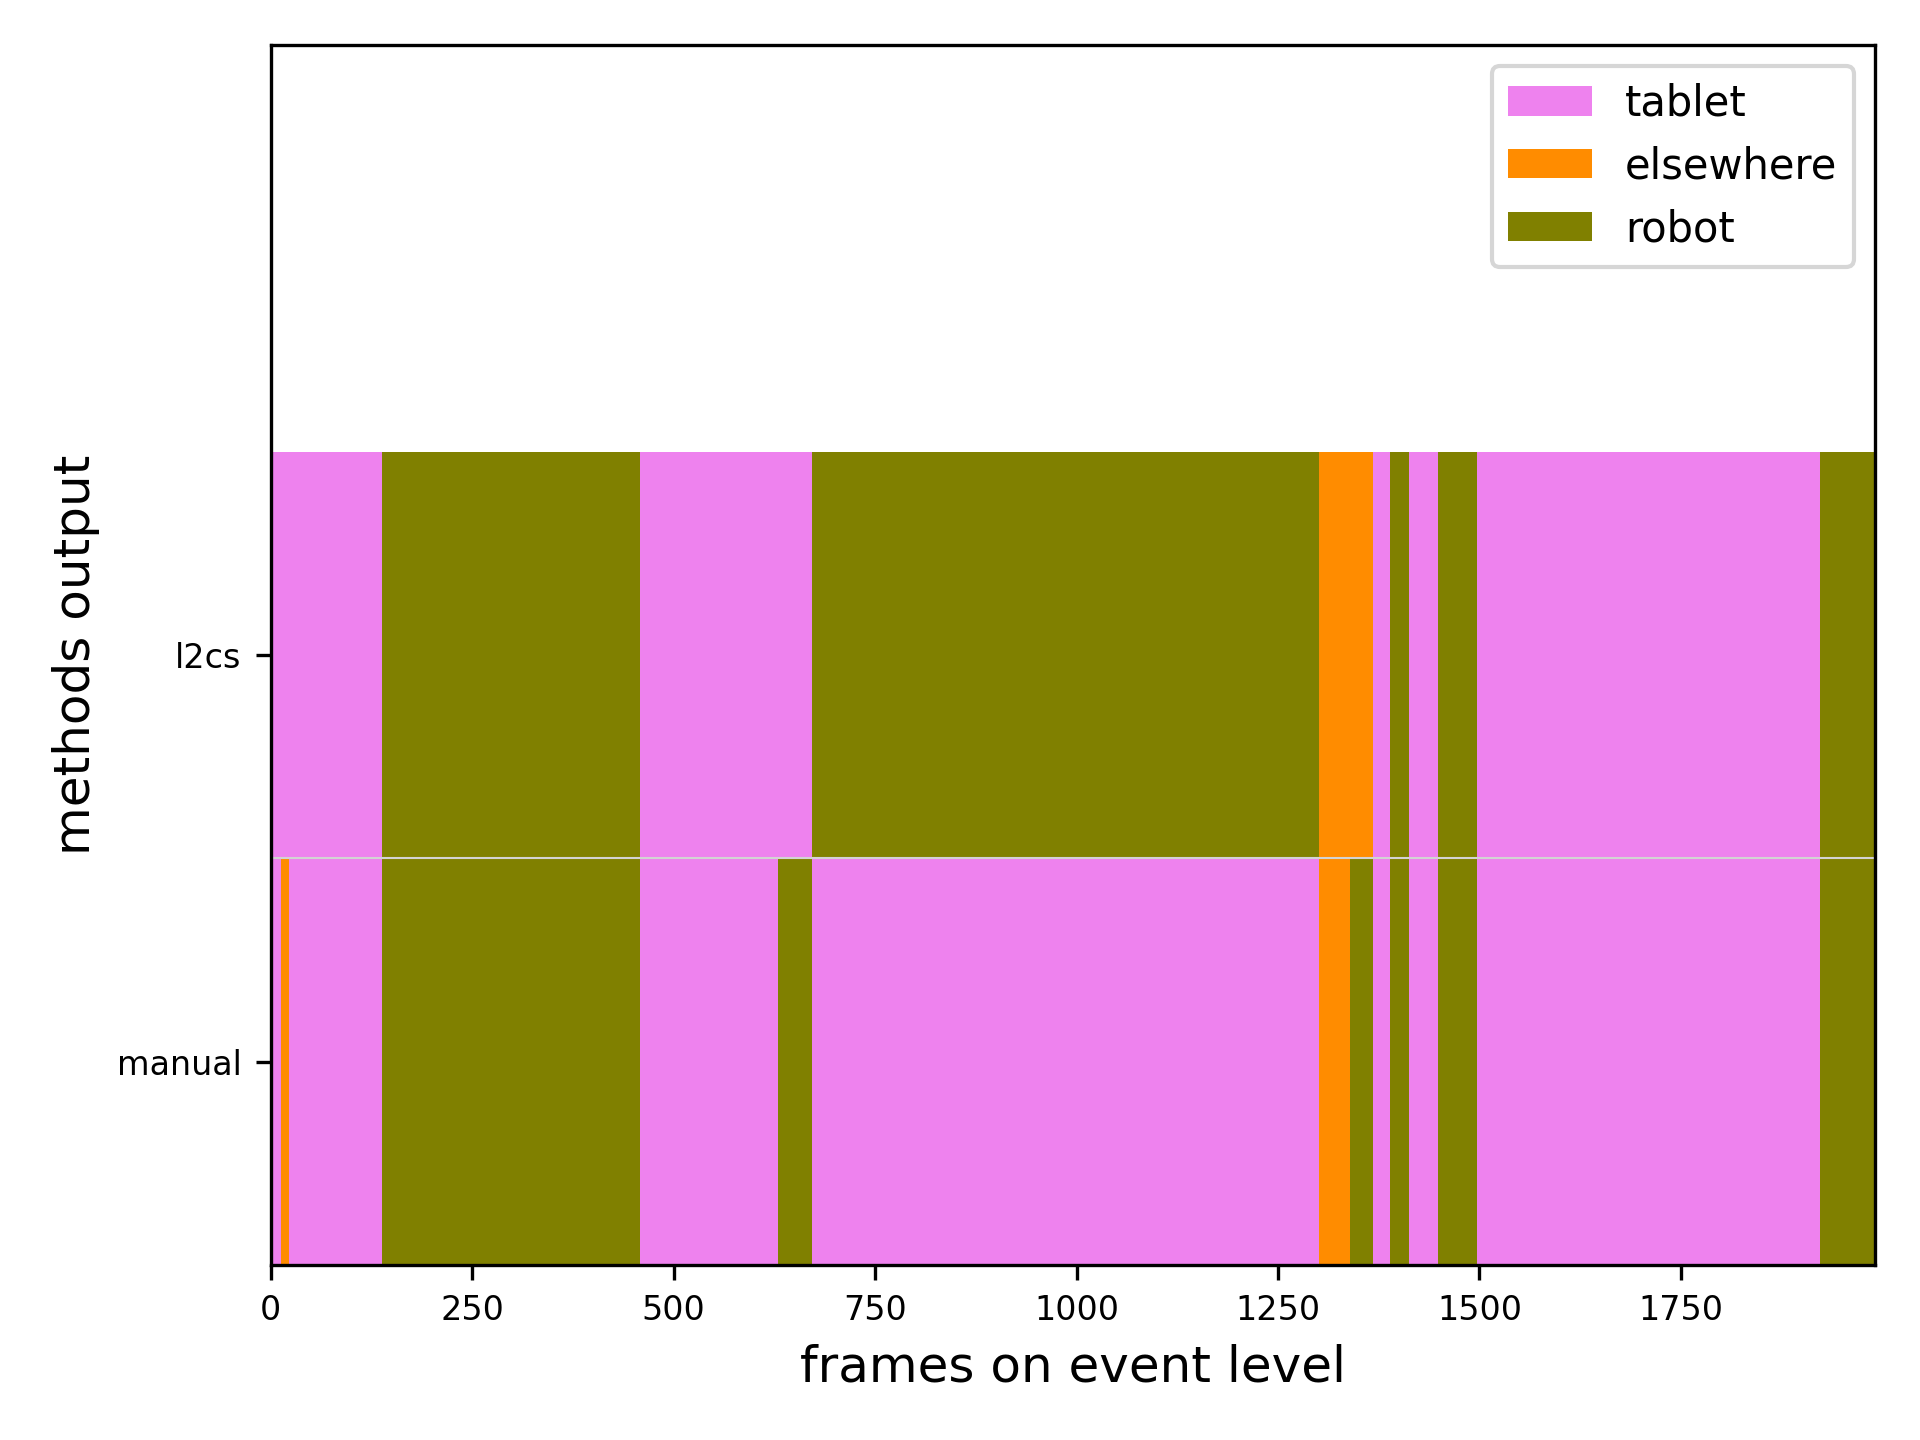 tablet
elsewhere
robot
methods output
l2cs
manual
0 250 500 750 1000 1250 1500 1750
frames on event level